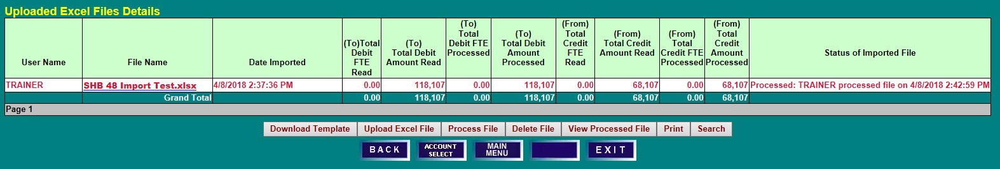 Uploaded Excel Files Details
User Name
File Name
Date Imported
(To)Total
Debit
FTE
Read
(To)
Total Debit
Amount Read
(To)
Total
Debit FTE
Processed
(To)
Total Debit
Amount
Processed
(From)
Total
Credit
FTE
Read
(From)
Total Credit
Amount Read
(From)
Total
Credit FTE
Processed
(From)
Total
Credit
Amount
Processed
Status of Imported File
TRAINER SHB 48 Import Test.xlsx 4/8/2018 2:37:36 PM 0.00 118,107 0.00 118,107 0.00 68,107 0.00 68,107 Processed: TRAINER processed file on 4/8/2018 2:42:59 PM
Grand Total 0.00 118,107 0.00 118,107 0.00 68,107 0.00 68,107
Page 1
Download Template Upload Excel File Process File Delete File View Processed File Print Search
BACK
ACCOUNT
SELECT
MAIN
MENU
EXIT